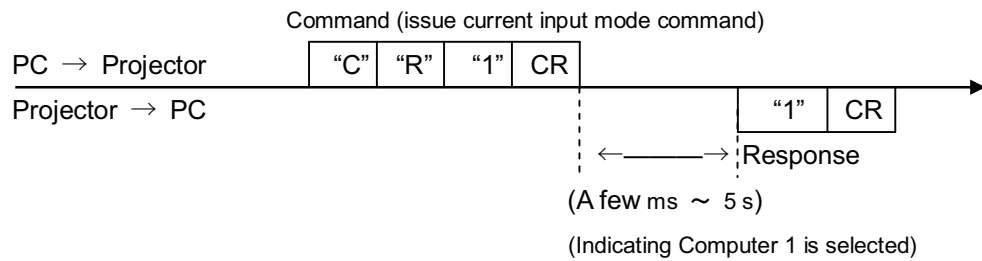 Command (issue current input mode command)
PC → Projector “C” “R” “1” CR
Projector → PC “1” CR
←———→ Response
(A few ms ～ 5 s)
(Indicating Computer 1 is selected)